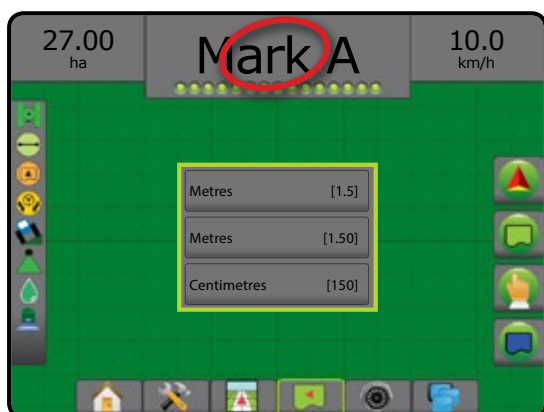 27.00
ha
Mark A
10.0
km/h
Metres [1.5]
Metres [1.50]
Centimetres [150]